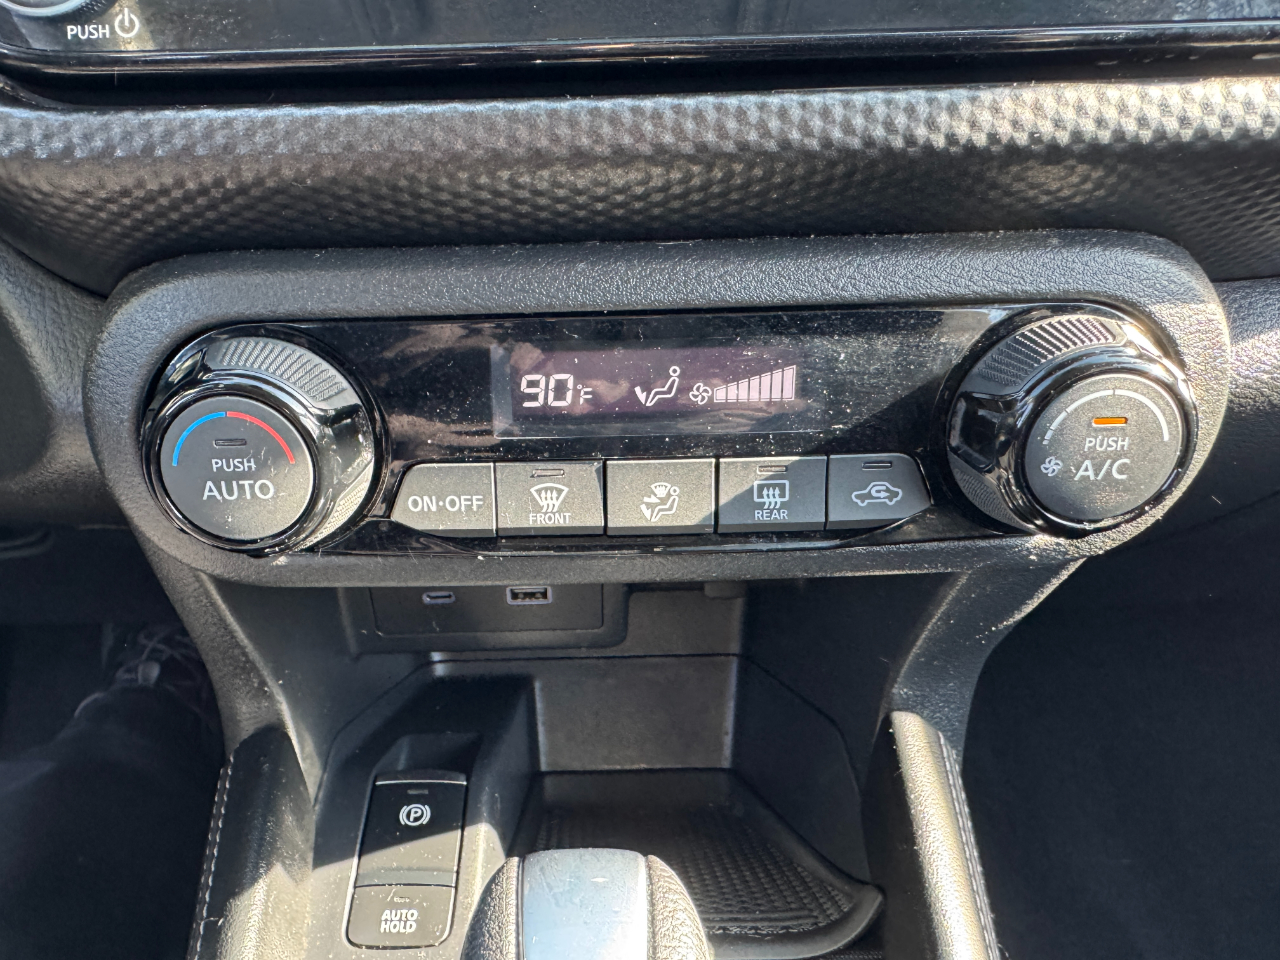 PUSH
90°F
PUSH
AUTO
ON·OFF
FRONT
REAR
PUSH
A/C
P
AUTO
HOLD